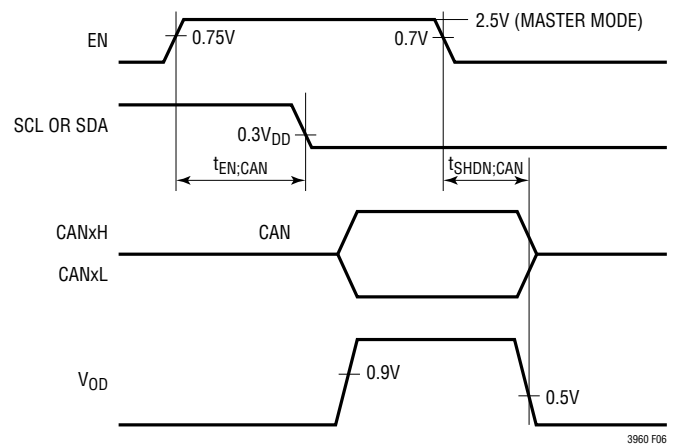 2.5V (MASTER MODE)
EN
0.75V
0.7V
SCL OR SDA
0.3VDD
tEN;CAN
tSHDN;CAN
CANxH
CAN
CANxL
VOD
0.9V
0.5V
3960 F06